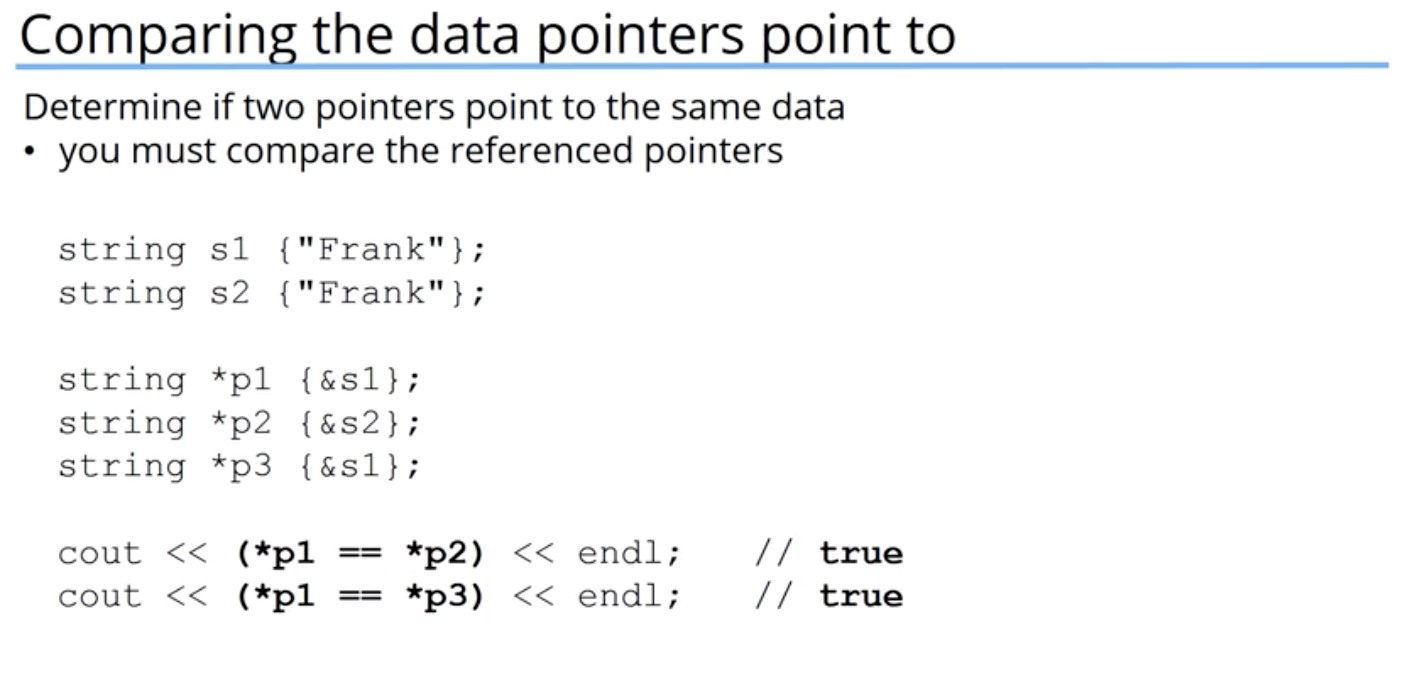 Comparing the data pointers point to
Determine if two pointers point to the same data
• you must compare the referenced pointers
string s1 {"Frank"};
string s2 {"Frank"};
string *p1 {&s1};
string *p2 {&s2};
string *p3 {&s1};
cout << (*p1 == *p2) << endl; // true
cout << (*p1 == *p3) << endl; // true